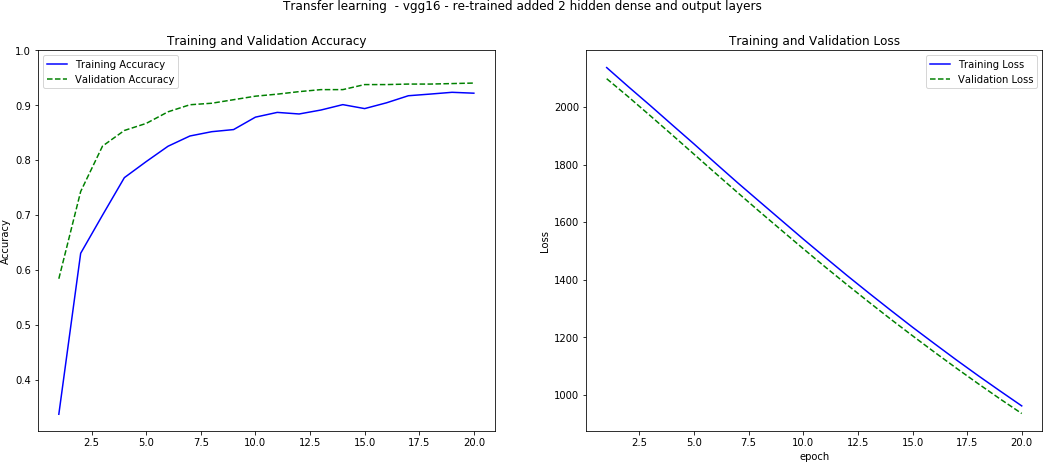 Transfer learning - vgg16 - re-trained added 2 hidden dense and output layers
Training and Validation Accuracy
Training Accuracy
Validation Accuracy
Accuracy
1.0
0.9
0.8
0.7
0.6
0.5
0.4
2.5 5.0 7.5 10.0 12.5 15.0 17.5 20.0
Training and Validation Loss
Training Loss
Validation Loss
Loss
2000
1800
1600
1400
1200
1000
2.5 5.0 7.5 10.0 12.5 15.0 17.5 20.0
epoch